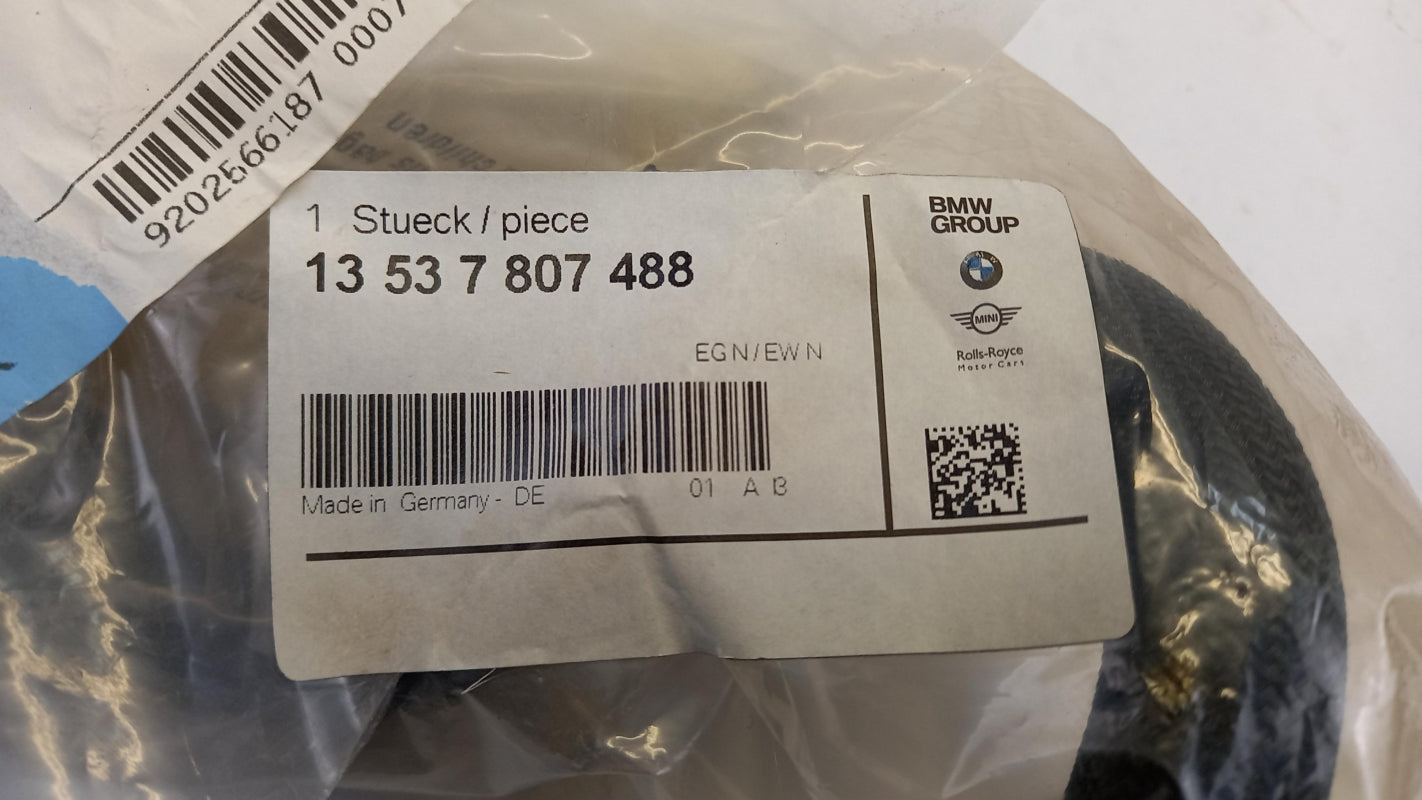 9202566187 0007
children
1 Stueck / piece
13 53 7 807 488
EGN/EWN
Made in Germany - DE
01 A B
BMW
GROUP
MINI
Rolls-Royce
Motor Cars